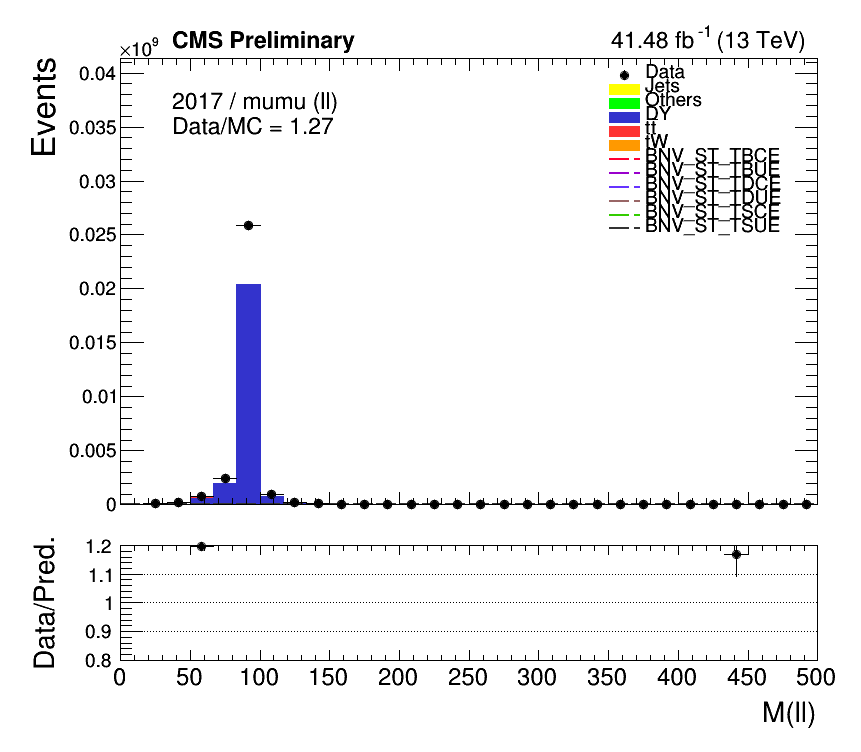 ×10⁹ CMS Preliminary 41.48 fb⁻¹ (13 TeV)
Events
2017 / mumu (ll)
Data/MC = 1.27
Data
Jets
Others
DY
tt
tW
BNV_ST_TBCE
BNV_ST_TBUE
BNV_ST_TDCE
BNV_ST_TDUE
BNV_ST_TSCE
BNV_ST_TSUE
0.04
0.035
0.03
0.025
0.02
0.015
0.01
0.005
0
Data/Pred.
1.2
1.1
1
0.9
0.8
0 50 100 150 200 250 300 350 400 450 500
M(ll)